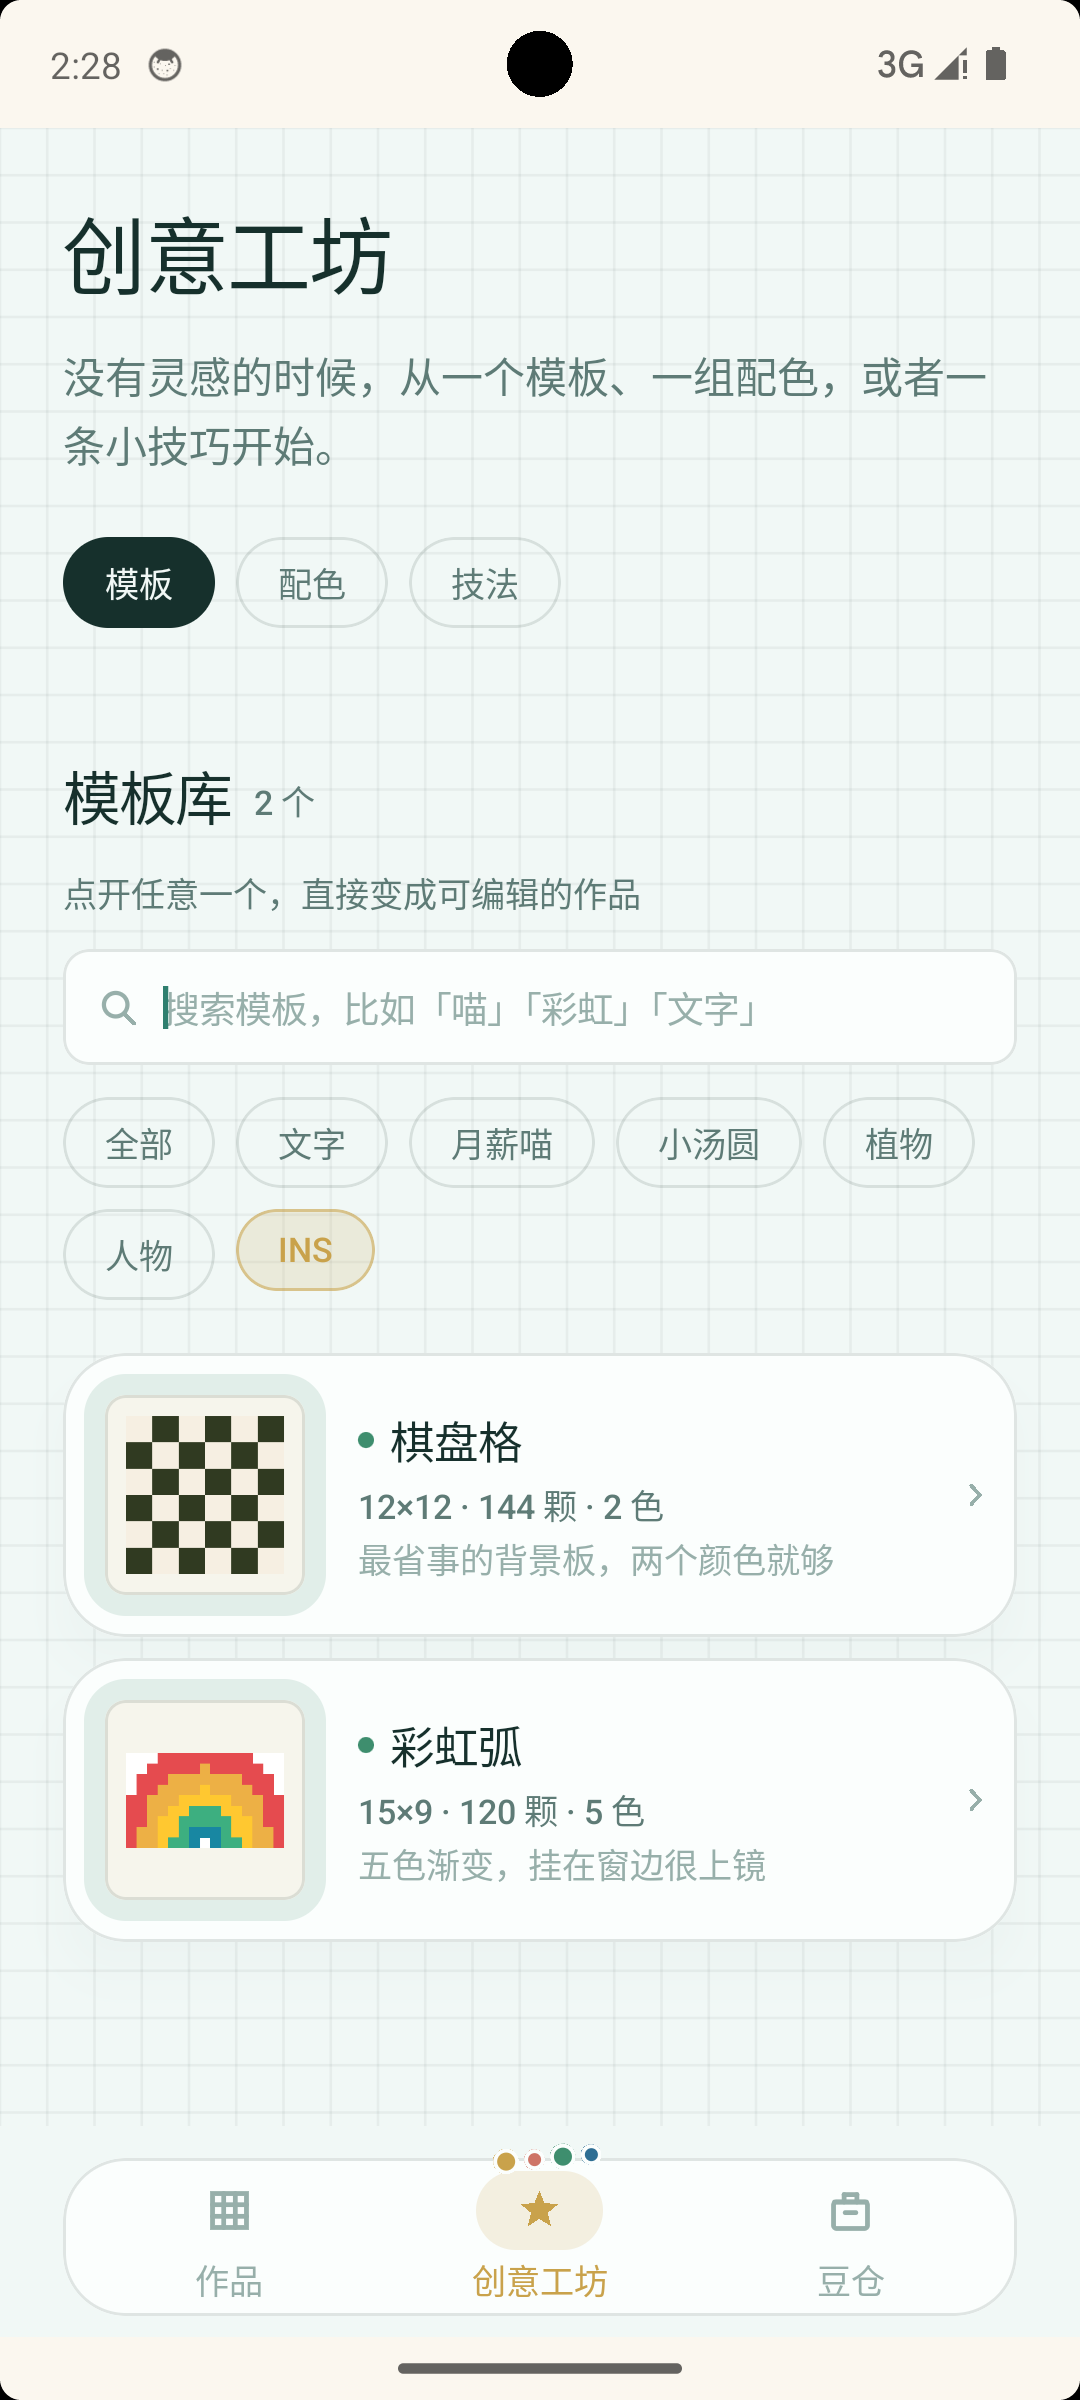 2:28
3G
创意工坊
没有灵感的时候，从一个模板、一组配色，或者一
条小技巧开始。
模板
配色
技法
模板库 2 个
点开任意一个，直接变成可编辑的作品
搜索模板，比如「喵」「彩虹」「文字」
全部
文字
月薪喵
小汤圆
植物
人物
INS
棋盘格
12×12 · 144 颗 · 2 色
最省事的背景板，两个颜色就够
彩虹弧
15×9 · 120 颗 · 5 色
五色渐变，挂在窗边很上镜
作品
创意工坊
豆仓